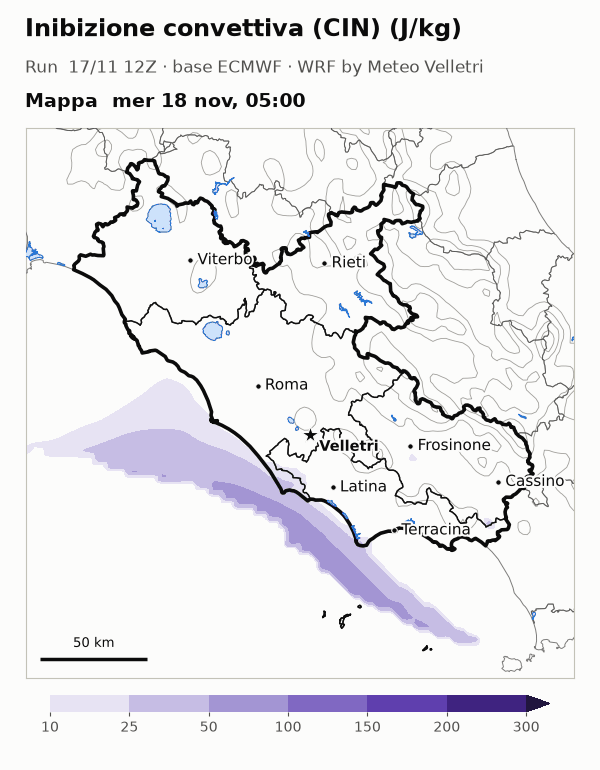 Inibizione convettiva (CIN) (J/kg)
Run 17/11 12Z · base ECMWF · WRF by Meteo Velletri
Mappa mer 18 nov, 05:00
Viterbo
Rieti
Roma
Velletri
Frosinone
Latina
Cassino
Terracina
50 km
10 25 50 100 150 200 300